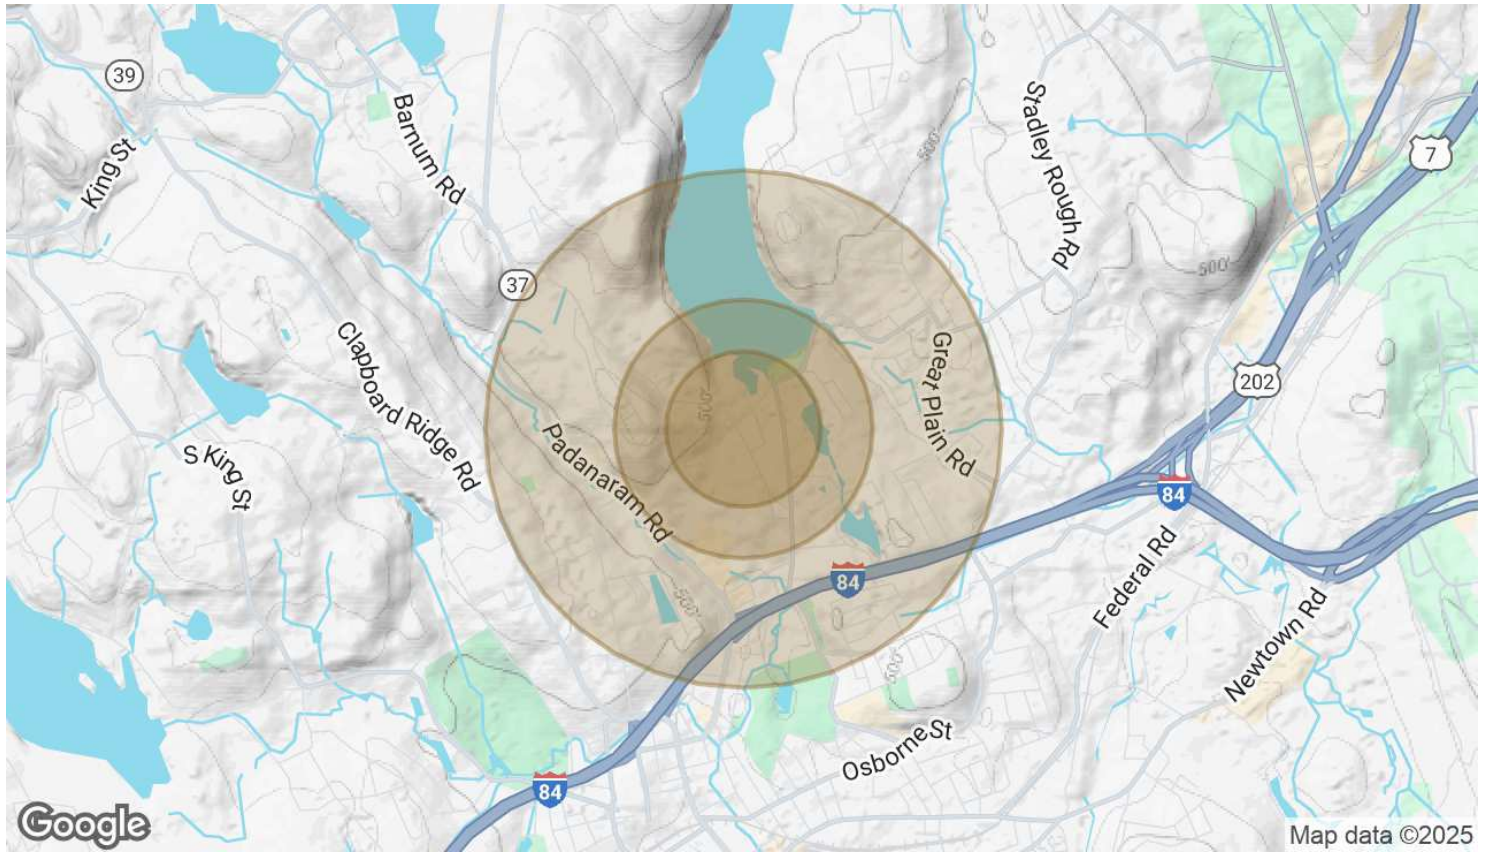 39
Barnum Rd
King St
Stadley Rough Rd
500'
7
500'
37
Clapboard Ridge Rd
Great Plain Rd
202
500'
Padanaram Rd
S King St
84
84
500'
Federal Rd
Newtown Rd
500'
Osborne St
84
Google
Map data ©2025